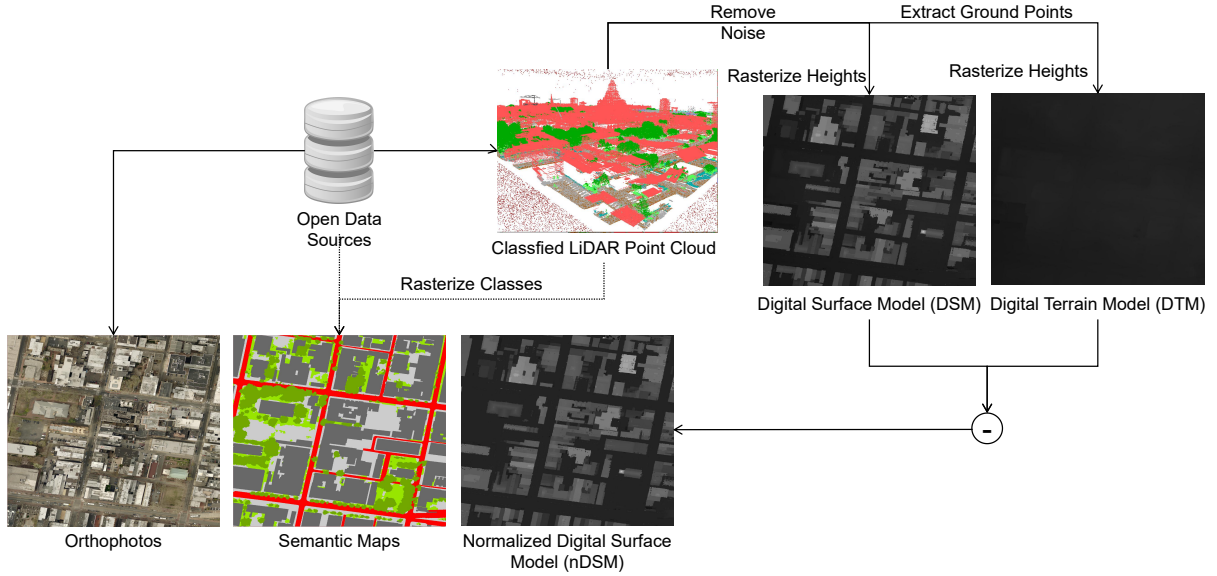 Remove
Noise
Extract Ground Points
Rasterize Heights
Rasterize Heights
Open Data
Sources
Classfied LiDAR Point Cloud
Rasterize Classes
Digital Surface Model (DSM)
Digital Terrain Model (DTM)
-
Orthophotos
Semantic Maps
Normalized Digital Surface
Model (nDSM)